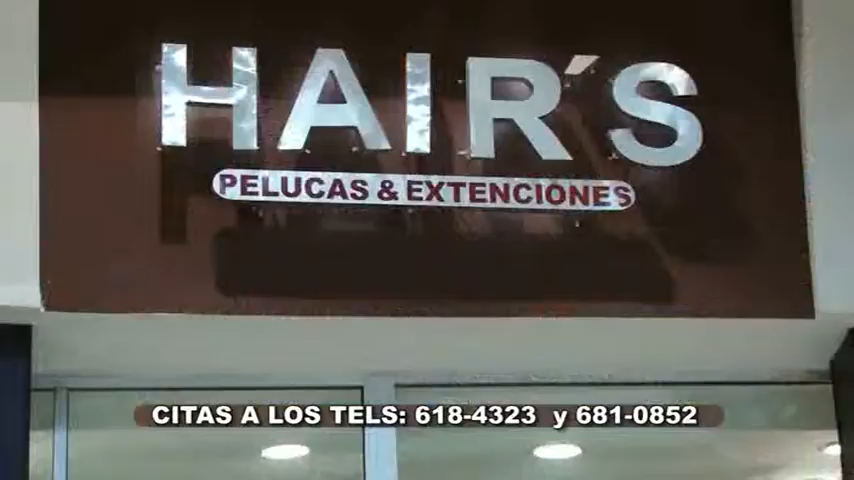 HAIR´S
PELUCAS & EXTENCIONES
CITAS A LOS TELS: 618-4323 y 681-0852